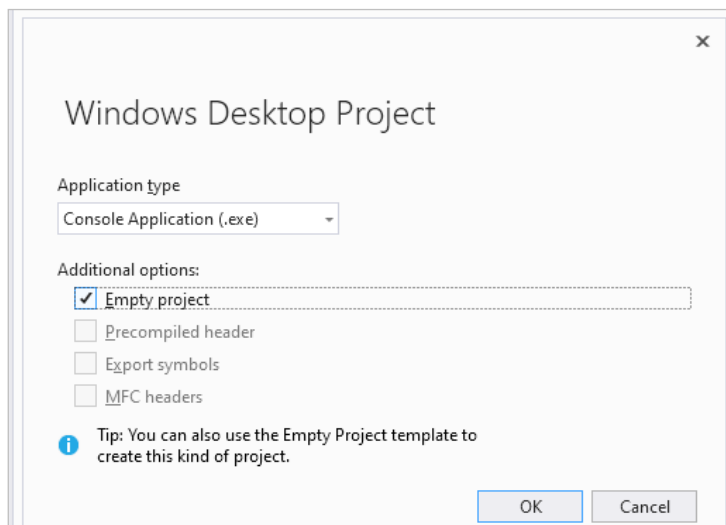 Windows Desktop Project
Application type
Console Application (.exe)
Additional options:
Empty project
Precompiled header
Export symbols
MFC headers
Tip: You can also use the Empty Project template to
create this kind of project.
OK Cancel